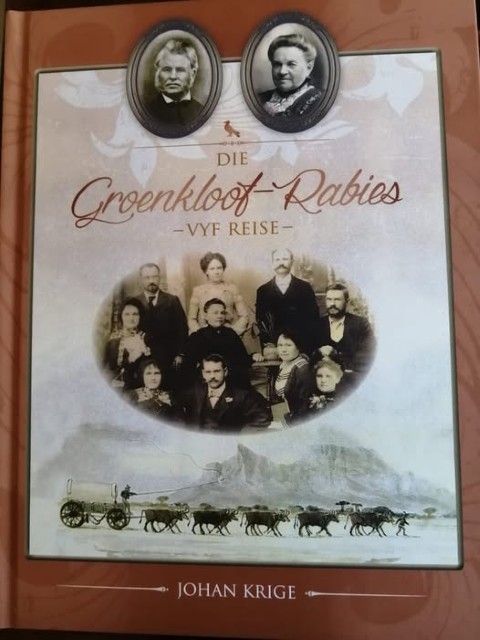 DIE
Groenkloof-Rabies
–VYF REISE–
JOHAN KRIGE